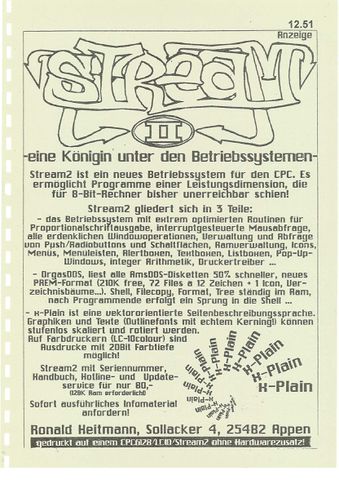 12.51
Anzeige
STREAM
II
-eine Königin unter den Betriebssystemen-
Stream2 ist ein neues Betriebssystem für den CPC. Es
ermöglicht Programme einer Leistungsdimension, die
für 8-Bit-Rechner bisher unerreichbar schien!
Stream2 gliedert sich in 3 Teile:
- das Betriebssystem mit extrem optimierten Routinen für
Proportionalschriftausgabe, interruptgesteuerte Mausabfrage,
alle erdenklichen Windowoperationen, Verwaltung und Abfrage
von Push/Radiobuttons und Schaltflächen, Ramverwaltung, Icons,
Menüs, Menuleisten, Alertboxen, Textboxen, Listboxen, Pop-Up-
Windows, integer Arithmetik, Druckertreiber ...
- OrgasDOS, liest alle AmsDOS-Disketten 50% schneller, neues
PREM-Format (210K free, 72 Files a 12 Zeichen + 1 Icon, Ver-
zeichnisbäume...). Shell, Filecopy, Format, Tree ständig im Ram,
nach Programmende erfolgt ein Sprung in die Shell ...
- x-Plain ist eine vektororientierte Seitenbeschreibungssprache.
Graphiken und Texte (Outlinefonts mit echtem Kerning!) können
stufenlos skaliert und rotiert werden.
Auf Farbdruckern (LC-10colour) sind
Ausdrucke mit 20Bit Farbtiefe
möglich!
Stream2 mit Seriennummer,
Handbuch, Hotline- und Update-
service für nur 80,-
(128K Ram erforderlich)
Sofort ausführliches Infomaterial
anfordern!
x-Plain
x-Plain
x-Plain
x-Plain
x-Plain
x-Plain
x-Plain
Ronald Heitmann, Sollacker 4, 25482 Appen
gedruckt auf einem CPC6128/LC10/Stream2 ohne Hardwarezusatz!